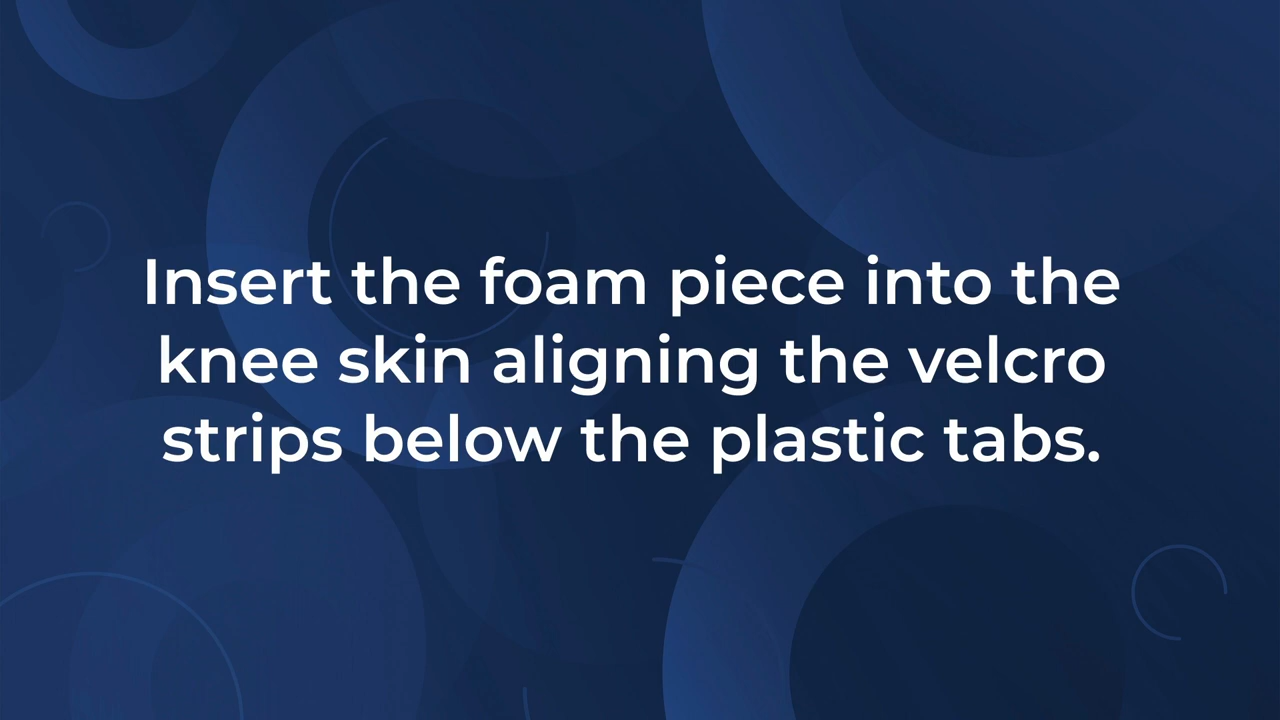 Insert the foam piece into the
knee skin aligning the velcro
strips below the plastic tabs.